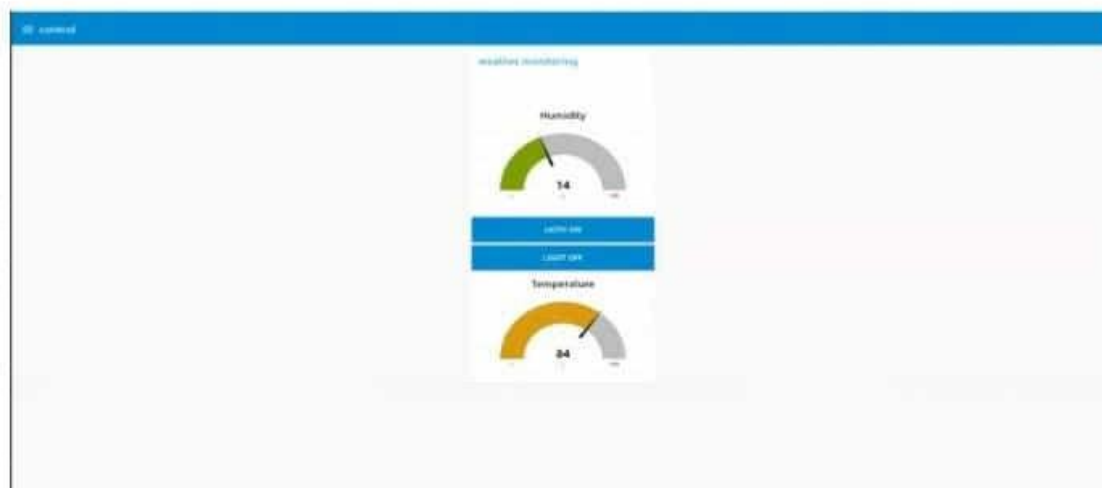 control
weather monitoring
Humidity
14
LIGHT ON
LIGHT OFF
Temperature
84